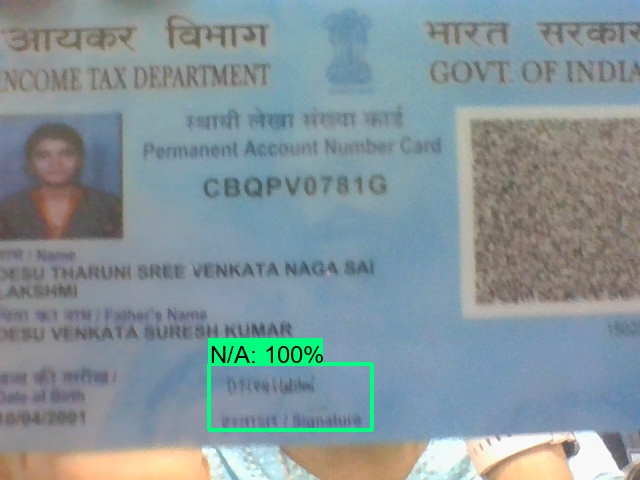 आयकर विभाग
भारत सरकार
INCOME TAX DEPARTMENT
GOVT. OF INDIA
स्थायी लेखा संख्या कार्ड
Permanent Account Number Card
CBQPV0781G
नाम / Name
DESU THARUNI SREE VENKATA NAGA SAI
LAKSHMI
पिता का नाम / Father's Name
DESU VENKATA SURESH KUMAR
N/A: 100%
की तारीख /
Date of Birth
10/04/2001
हस्ताक्षर / Signature